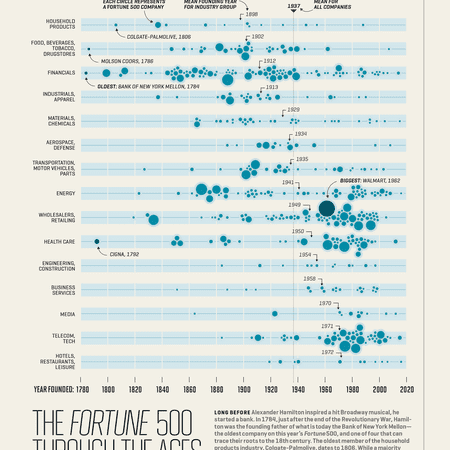 EACH CIRCLE REPRESENTS
A FORTUNE 500 COMPANY
MEAN FOUNDING YEAR
FOR INDUSTRY GROUP
1937
MEAN FOR
ALL COMPANIES
HOUSEHOLD
PRODUCTS
1898
COLGATE-PALMOLIVE, 1806
FOOD, BEVERAGES,
TOBACCO,
DRUGSTORES
1902
MOLSON COORS, 1786
FINANCIALS
1912
OLDEST: BANK OF NEW YORK MELLON, 1784
INDUSTRIALS,
APPAREL
1913
MATERIALS,
CHEMICALS
1929
AEROSPACE,
DEFENSE
1934
TRANSPORTATION,
MOTOR VEHICLES,
PARTS
1935
ENERGY
1941
BIGGEST: WALMART, 1962
WHOLESALERS,
RETAILING
1949
HEALTH CARE
1950
CIGNA, 1792
ENGINEERING,
CONSTRUCTION
1954
BUSINESS
SERVICES
1958
MEDIA
1970
TELECOM,
TECH
1971
HOTELS,
RESTAURANTS,
LEISURE
1972
YEAR FOUNDED: 1780 1800 1820 1840 1860 1880 1900 1920 1940 1960 1980 2000 2020
THE FORTUNE 500
THROUGH THE AGES
LONG BEFORE Alexander Hamilton inspired a hit Broadway musical, he
started a bank. In 1784, just after the end of the Revolutionary War, Hamil-
ton was the founding father of what is today the Bank of New York Mellon—
the oldest company on this year's Fortune 500, and one of four that can
trace their roots to the 18th century. The oldest member of the household
products industry, Colgate-Palmolive, dates to 1806. While a majority